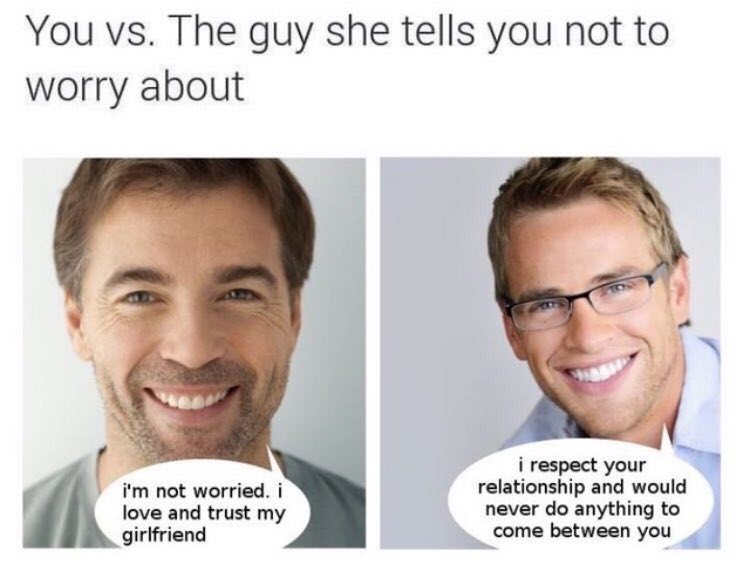 You vs. The guy she tells you not to
worry about
i'm not worried. i
love and trust my
girlfriend
i respect your
relationship and would
never do anything to
come between you